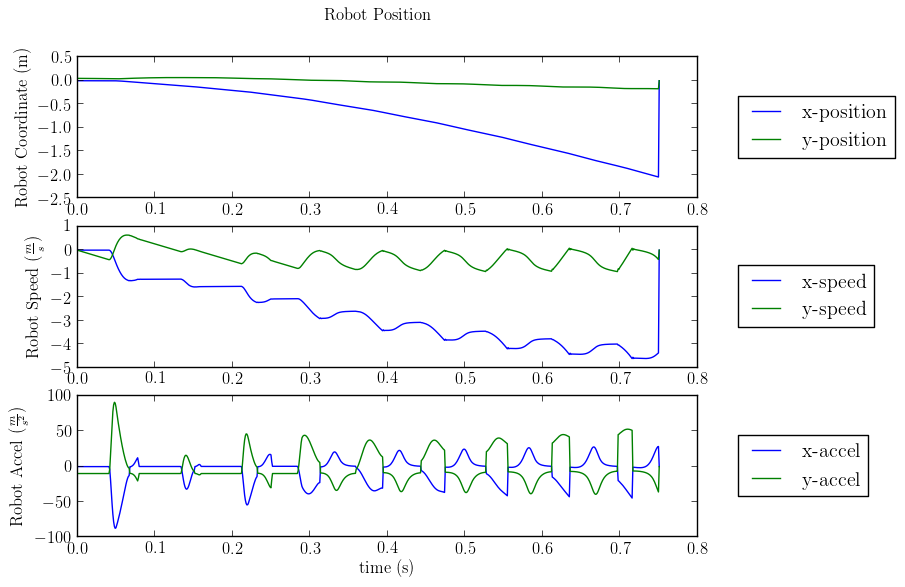 Robot Position
Robot Coordinate (m)
0.5
0.0
−0.5
−1.0
−1.5
−2.0
−2.5
0.0 0.1 0.2 0.3 0.4 0.5 0.6 0.7 0.8
x-position
y-position
Robot Speed (m/s)
1
0
−1
−2
−3
−4
−5
0.0 0.1 0.2 0.3 0.4 0.5 0.6 0.7 0.8
x-speed
y-speed
Robot Accel (m/s²)
100
50
0
−50
−100
0.0 0.1 0.2 0.3 0.4 0.5 0.6 0.7 0.8
x-accel
y-accel
time (s)